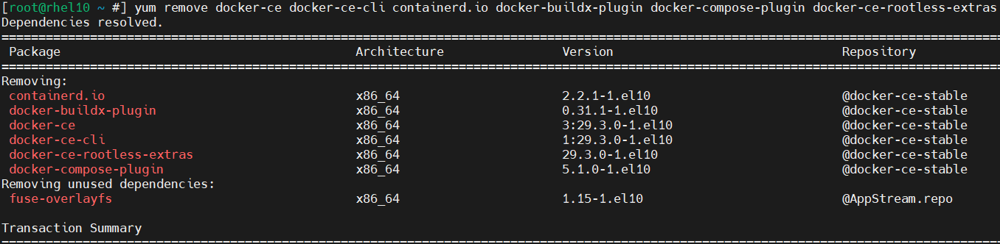 [root@rhel10 ~ #] yum remove docker-ce docker-ce-cli containerd.io docker-buildx-plugin docker-compose-plugin docker-ce-rootless-extras
Dependencies resolved.
================================================================================
Package Architecture Version Repository
================================================================================
Removing:
containerd.io x86_64 2.2.1-1.el10 @docker-ce-stable
docker-buildx-plugin x86_64 0.31.1-1.el10 @docker-ce-stable
docker-ce x86_64 3:29.3.0-1.el10 @docker-ce-stable
docker-ce-cli x86_64 1:29.3.0-1.el10 @docker-ce-stable
docker-ce-rootless-extras x86_64 29.3.0-1.el10 @docker-ce-stable
docker-compose-plugin x86_64 5.1.0-1.el10 @docker-ce-stable
Removing unused dependencies:
fuse-overlayfs x86_64 1.15-1.el10 @AppStream.repo
Transaction Summary
================================================================================